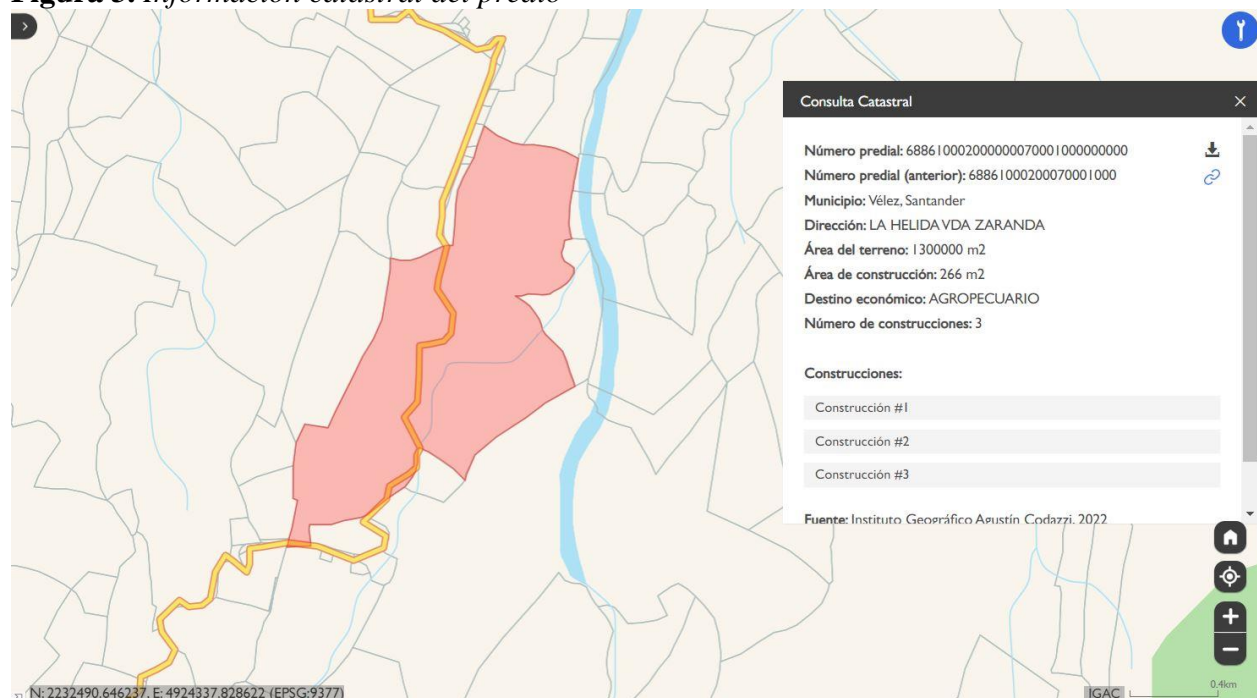 Figura 3. Información catastral del predio
Consulta Catastral
Número predial: 688610002000000070001000000000
Número predial (anterior): 68861000200070001000
Municipio: Vélez, Santander
Dirección: LA HELIDA VDA ZARANDA
Área del terreno: 1300000 m2
Área de construcción: 266 m2
Destino económico: AGROPECUARIO
Número de construcciones: 3
Construcciones:
Construcción #1
Construcción #2
Construcción #3
Fuente: Instituto Geográfico Agustín Codazzi, 2022
N: 2232490.646237, E: 4924337.828622 (EPSG:9377)
IGAC
0.4km